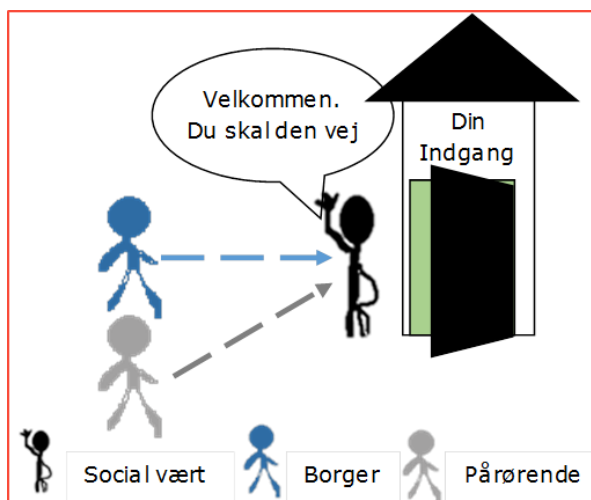 Velkommen.
Du skal den vej
Din
Indgang
Social vært
Borger
Pårørende